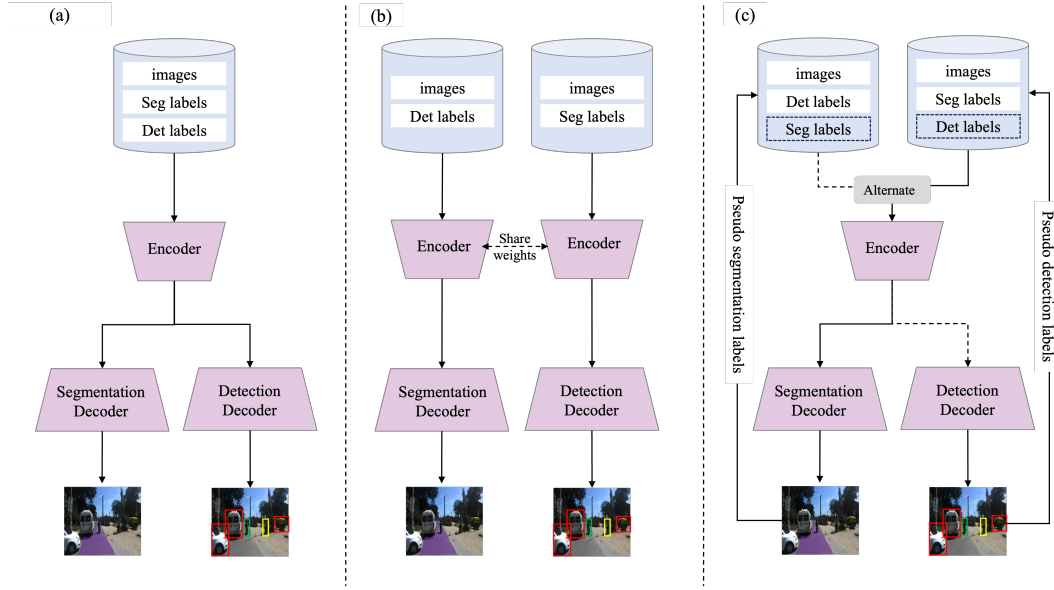 (a)
images
Seg labels
Det labels
Encoder
Segmentation
Decoder
Detection
Decoder
(b)
images
Det labels
images
Seg labels
Encoder
Share
weights
Encoder
Segmentation
Decoder
Detection
Decoder
(c)
images
Det labels
Seg labels
images
Seg labels
Det labels
Alternate
Encoder
Pseudo segmentation labels
Pseudo detection labels
Segmentation
Decoder
Detection
Decoder